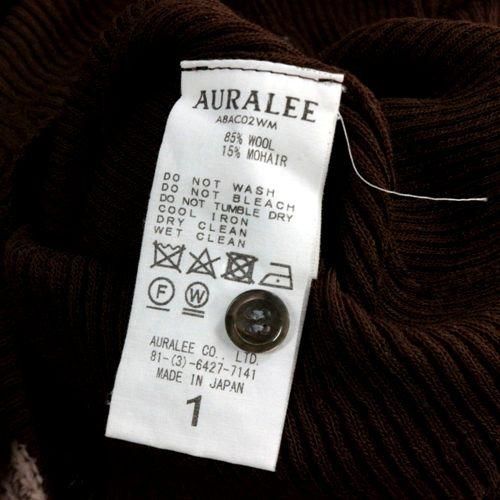 AURALEE
A8AC02WM
85% WOOL
15% MOHAIR
DO NOT WASH
DO NOT BLEACH
DO NOT TUMBLE DRY
COOL IRON
DRY CLEAN
WET CLEAN
F W
AURALEE CO., LTD.
81-(3)-6427-7141
MADE IN JAPAN
1